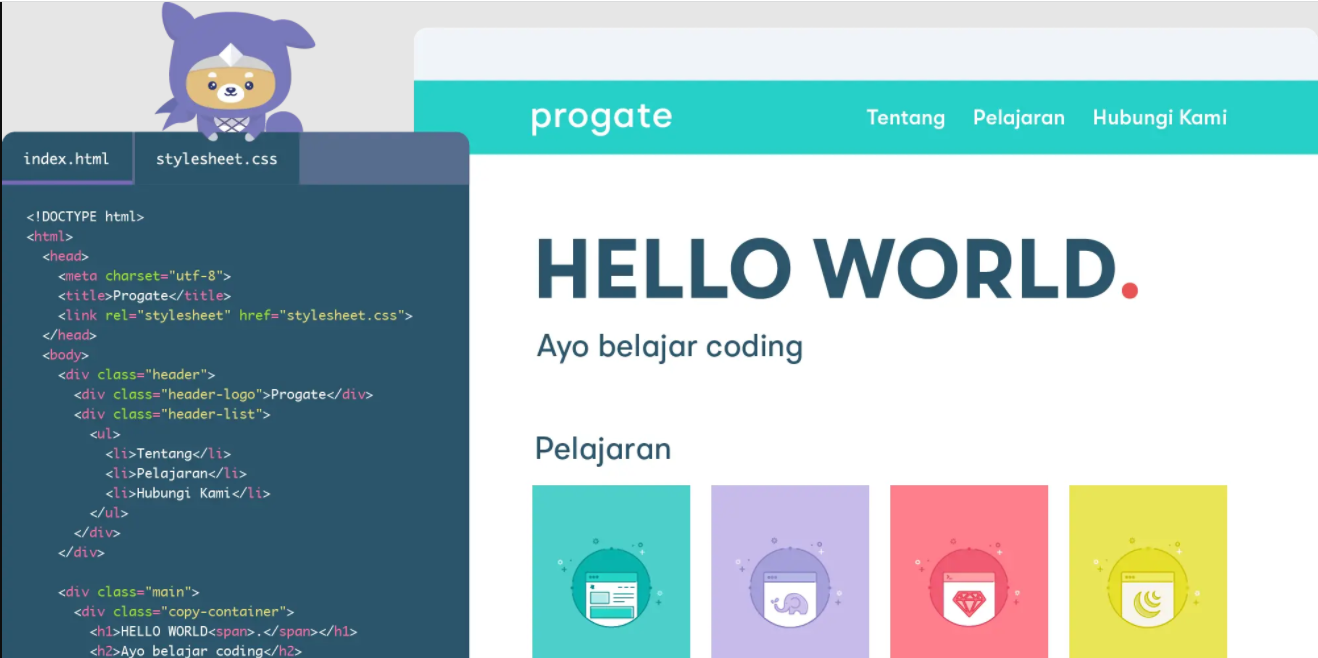 index.html
stylesheet.css
<!DOCTYPE html>
<html>
<head>
<meta charset="utf-8">
<title>Progate</title>
<link rel="stylesheet" href="stylesheet.css">
</head>
<body>
<div class="header">
<div class="header-logo">Progate</div>
<div class="header-list">
<ul>
<li>Tentang</li>
<li>Pelajaran</li>
<li>Hubungi Kami</li>
</ul>
</div>
</div>
<div class="main">
<div class="copy-container">
<h1>HELLO WORLD<span>.</span></h1>
<h2>Ayo belajar coding</h2>
progate
Tentang Pelajaran Hubungi Kami
HELLO WORLD.
Ayo belajar coding
Pelajaran